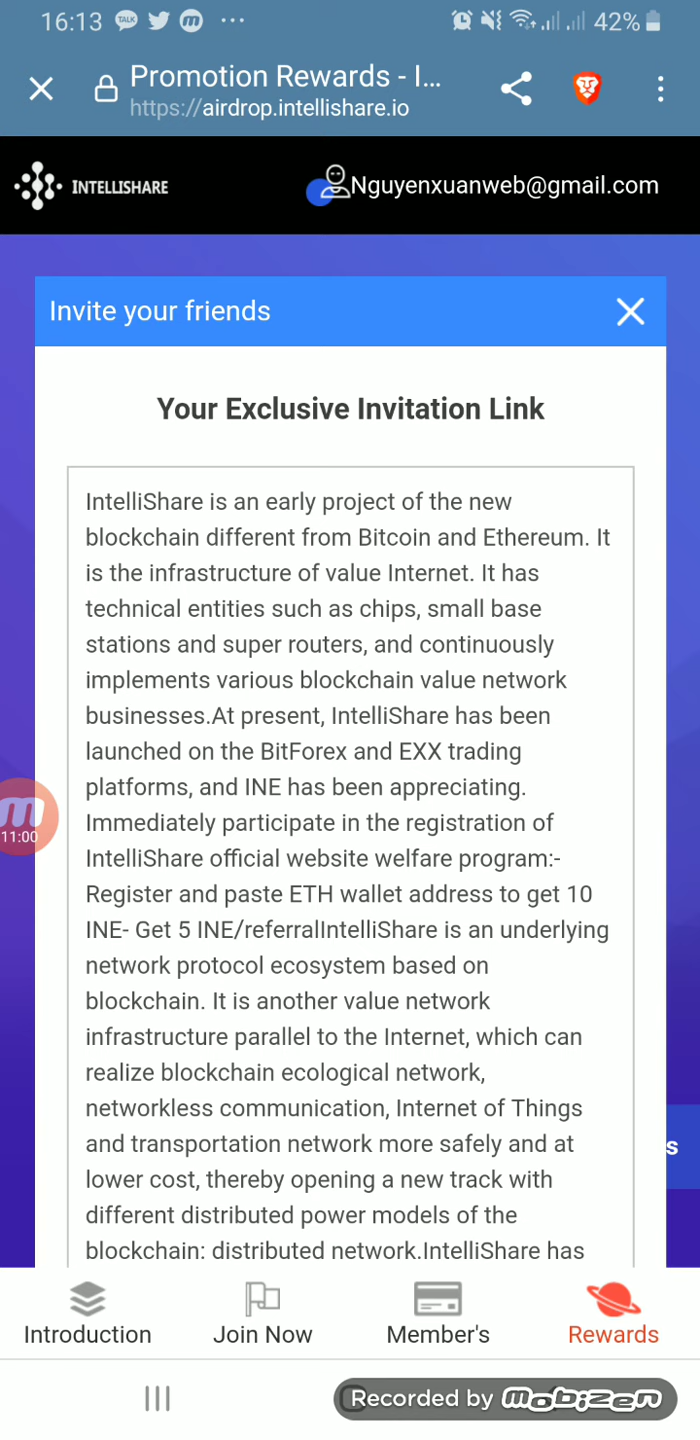 16:13 TALK 42%
Promotion Rewards - I...
https://airdrop.intellishare.io
INTELLISHARE
Nguyenxuanweb@gmail.com
Invite your friends
Your Exclusive Invitation Link
IntelliShare is an early project of the new
blockchain different from Bitcoin and Ethereum. It
is the infrastructure of value Internet. It has
technical entities such as chips, small base
stations and super routers, and continuously
implements various blockchain value network
businesses.At present, IntelliShare has been
launched on the BitForex and EXX trading
platforms, and INE has been appreciating.
Immediately participate in the registration of
IntelliShare official website welfare program:-
Register and paste ETH wallet address to get 10
INE- Get 5 INE/referralIntelliShare is an underlying
network protocol ecosystem based on
blockchain. It is another value network
infrastructure parallel to the Internet, which can
realize blockchain ecological network,
networkless communication, Internet of Things
and transportation network more safely and at
lower cost, thereby opening a new track with
different distributed power models of the
blockchain: distributed network.IntelliShare has
m
11:00
s
Introduction
Join Now
Member's
Rewards
Recorded by mobizen